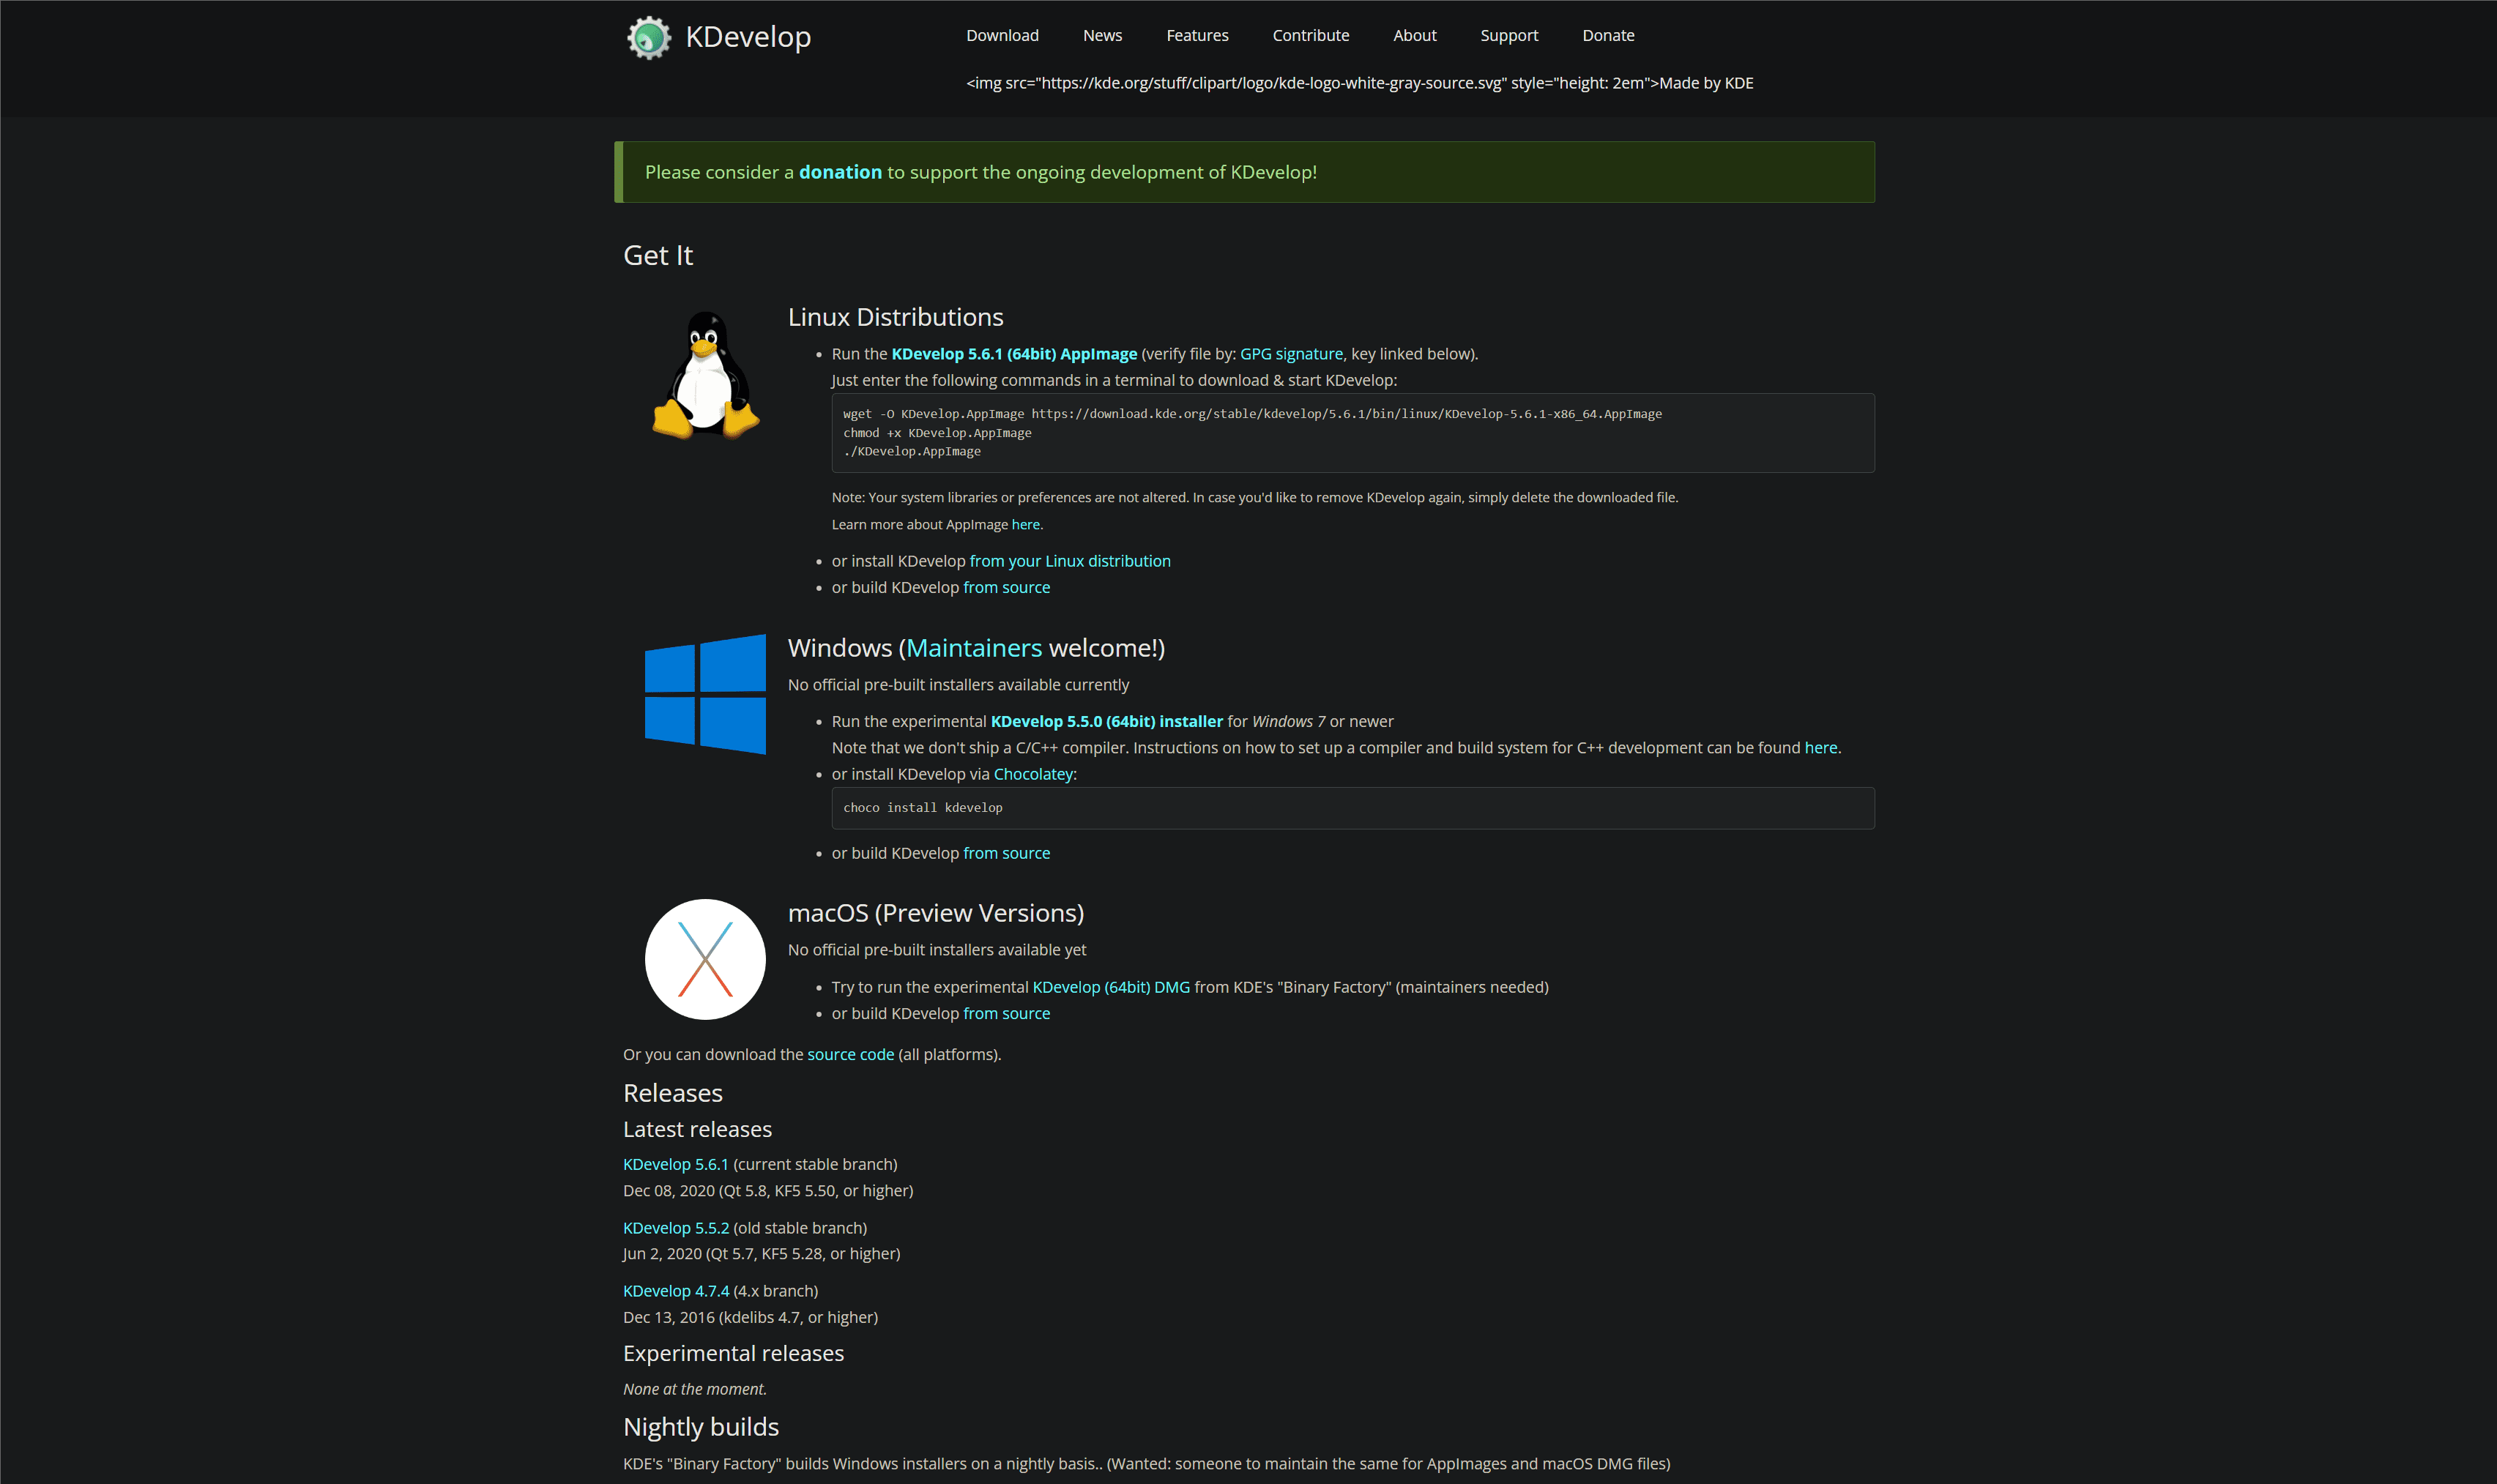 KDevelop
Download News Features Contribute About Support Donate
<img src="https://kde.org/stuff/clipart/logo/kde-logo-white-gray-source.svg" style="height: 2em">Made by KDE
Please consider a donation to support the ongoing development of KDevelop!
Get It
Linux Distributions
• Run the KDevelop 5.6.1 (64bit) AppImage (verify file by: GPG signature, key linked below).
Just enter the following commands in a terminal to download & start KDevelop:
wget -O KDevelop.AppImage https://download.kde.org/stable/kdevelop/5.6.1/bin/linux/KDevelop-5.6.1-x86_64.AppImage
chmod +x KDevelop.AppImage
./KDevelop.AppImage
Note: Your system libraries or preferences are not altered. In case you'd like to remove KDevelop again, simply delete the downloaded file.
Learn more about AppImage here.
• or install KDevelop from your Linux distribution
• or build KDevelop from source
Windows (Maintainers welcome!)
No official pre-built installers available currently
• Run the experimental KDevelop 5.5.0 (64bit) installer for Windows 7 or newer
Note that we don't ship a C/C++ compiler. Instructions on how to set up a compiler and build system for C++ development can be found here.
• or install KDevelop via Chocolatey:
choco install kdevelop
• or build KDevelop from source
macOS (Preview Versions)
No official pre-built installers available yet
• Try to run the experimental KDevelop (64bit) DMG from KDE's "Binary Factory" (maintainers needed)
• or build KDevelop from source
Or you can download the source code (all platforms).
Releases
Latest releases
KDevelop 5.6.1 (current stable branch)
Dec 08, 2020 (Qt 5.8, KF5 5.50, or higher)
KDevelop 5.5.2 (old stable branch)
Jun 2, 2020 (Qt 5.7, KF5 5.28, or higher)
KDevelop 4.7.4 (4.x branch)
Dec 13, 2016 (kdelibs 4.7, or higher)
Experimental releases
None at the moment.
Nightly builds
KDE's "Binary Factory" builds Windows installers on a nightly basis.. (Wanted: someone to maintain the same for AppImages and macOS DMG files)